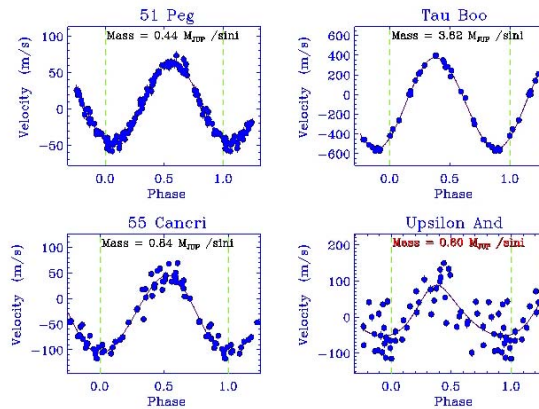 51 Peg
Mass = 0.44 M_JUP /sini
Velocity (m/s)
100
50
0
-50
0.0 0.5 1.0
Phase
Tau Boo
Mass = 3.62 M_JUP /sini
Velocity (m/s)
400
200
0
-200
-400
-600
0.0 0.5 1.0
Phase
55 Cancri
Mass = 0.84 M_JUP /sini
Velocity (m/s)
100
50
0
-50
-100
0.0 0.5 1.0
Phase
Upsilon And
Mass = 0.60 M_JUP /sini
Velocity (m/s)
200
100
0
-100
0.0 0.5 1.0
Phase